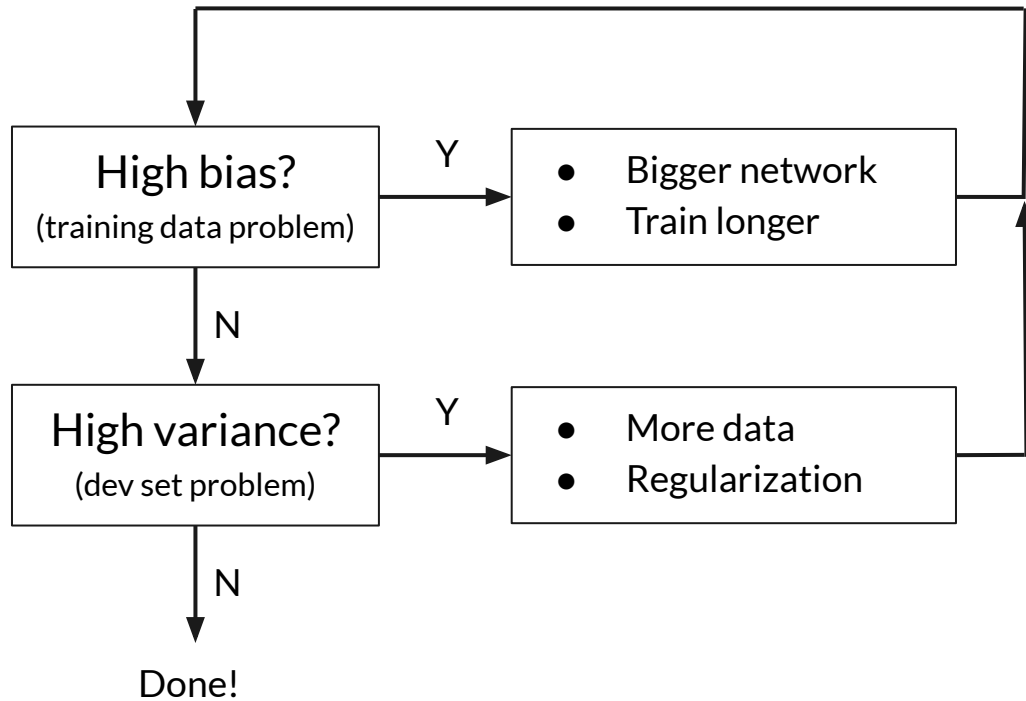 High bias?
(training data problem)
Y
● Bigger network
● Train longer
N
High variance?
(dev set problem)
Y
● More data
● Regularization
N
Done!